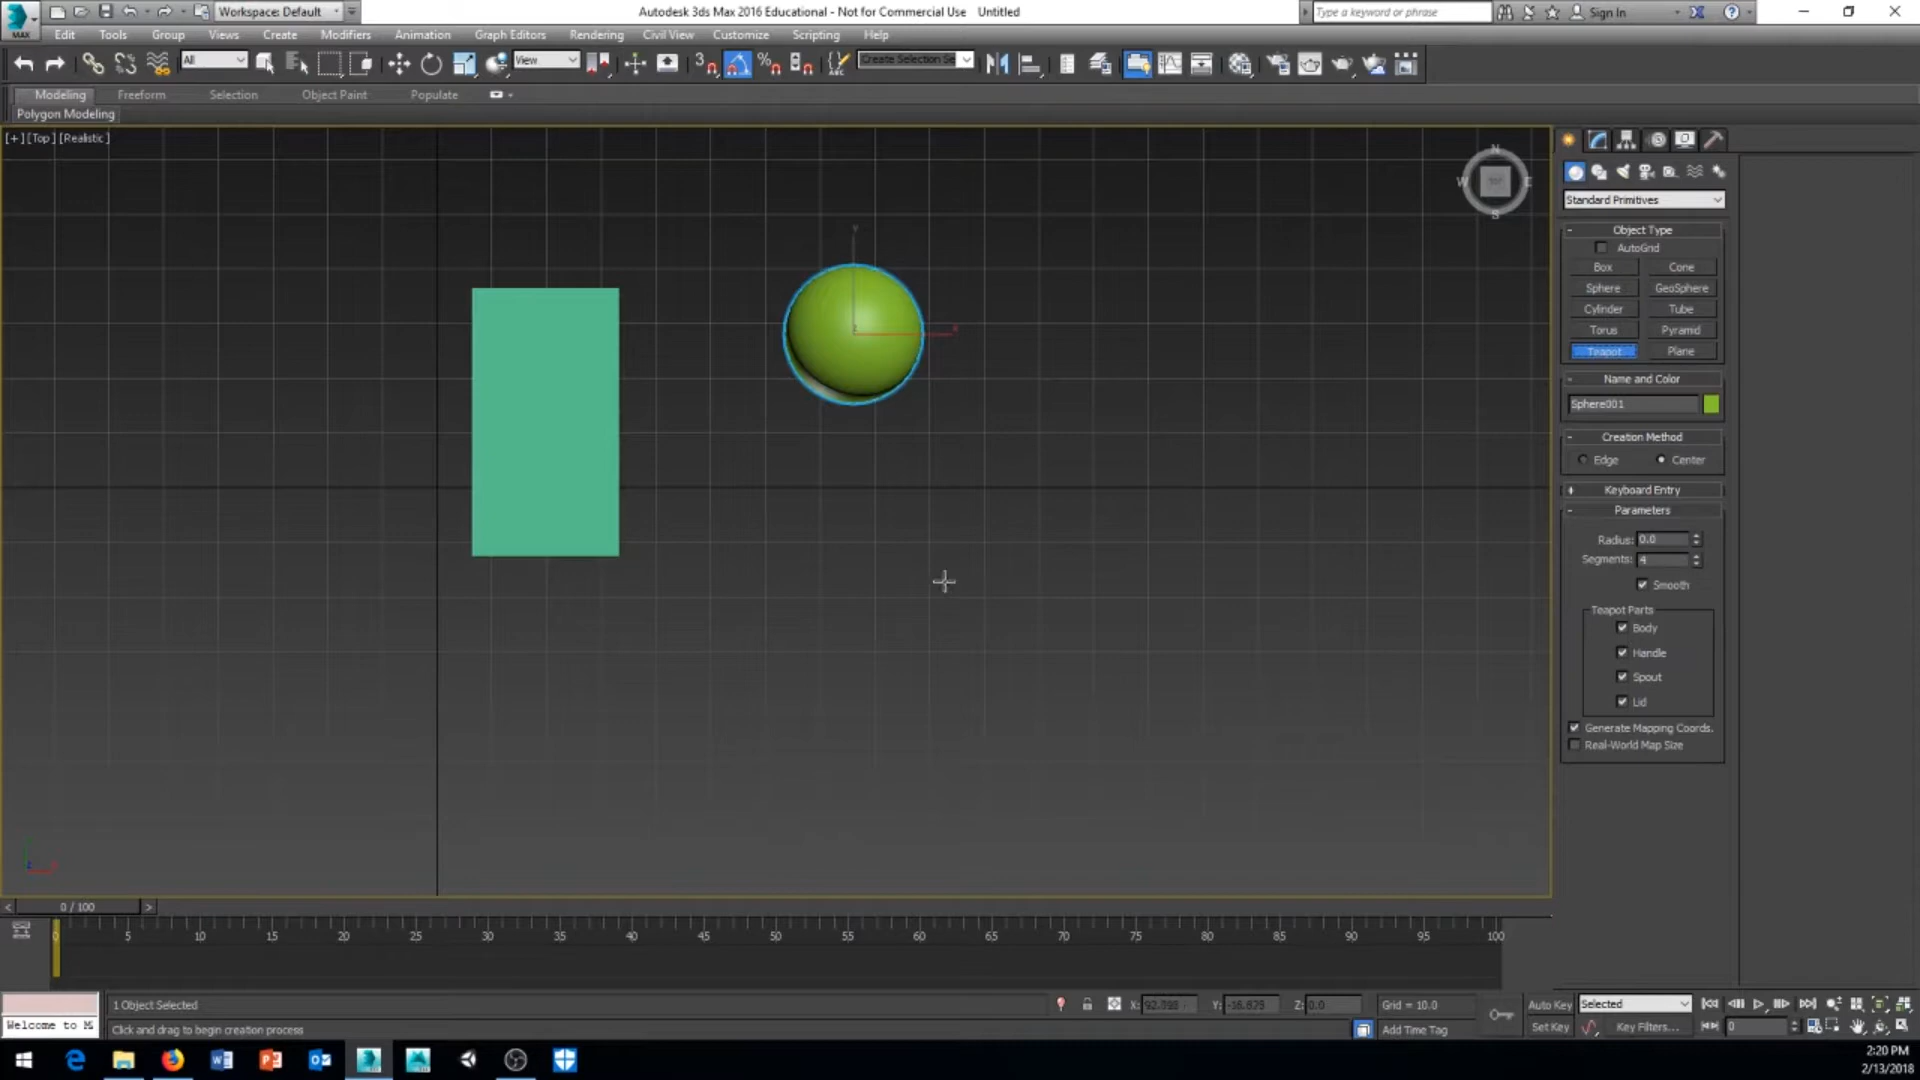 Workspace: Default
Autodesk 3ds Max 2016 Educational - Not for Commercial Use Untitled
Type a keyword or phrase
Sign In
MAX
Edit Tools Group Views Create Modifiers Animation Graph Editors Rendering Civil View Customize Scripting Help
All
View
3
Create Selection Se
Modeling Freeform Selection Object Paint Populate
Polygon Modeling
[+] [Top] [Realistic]
N
W E
S
Standard Primitives
- Object Type
AutoGrid
Box Cone
Sphere GeoSphere
Cylinder Tube
Torus Pyramid
Teapot Plane
- Name and Color
Sphere001
- Creation Method
Edge Center
+ Keyboard Entry
- Parameters
Radius: 0.0
Segments: 4
Smooth
Teapot Parts
Body
Handle
Spout
Lid
Generate Mapping Coords.
Real-World Map Size
y
x
z
< 0 / 100 >
0 5 10 15 20 25 30 35 40 45 50 55 60 65 70 75 80 85 90 95 100
1 Object Selected
X: 92.898 Y: -16.829 Z: 0.0
Grid = 10.0
Auto Key
Selected
Welcome to M
Click and drag to begin creation process
Add Time Tag
Set Key
Key Filters...
0
2:20 PM
2/13/2018